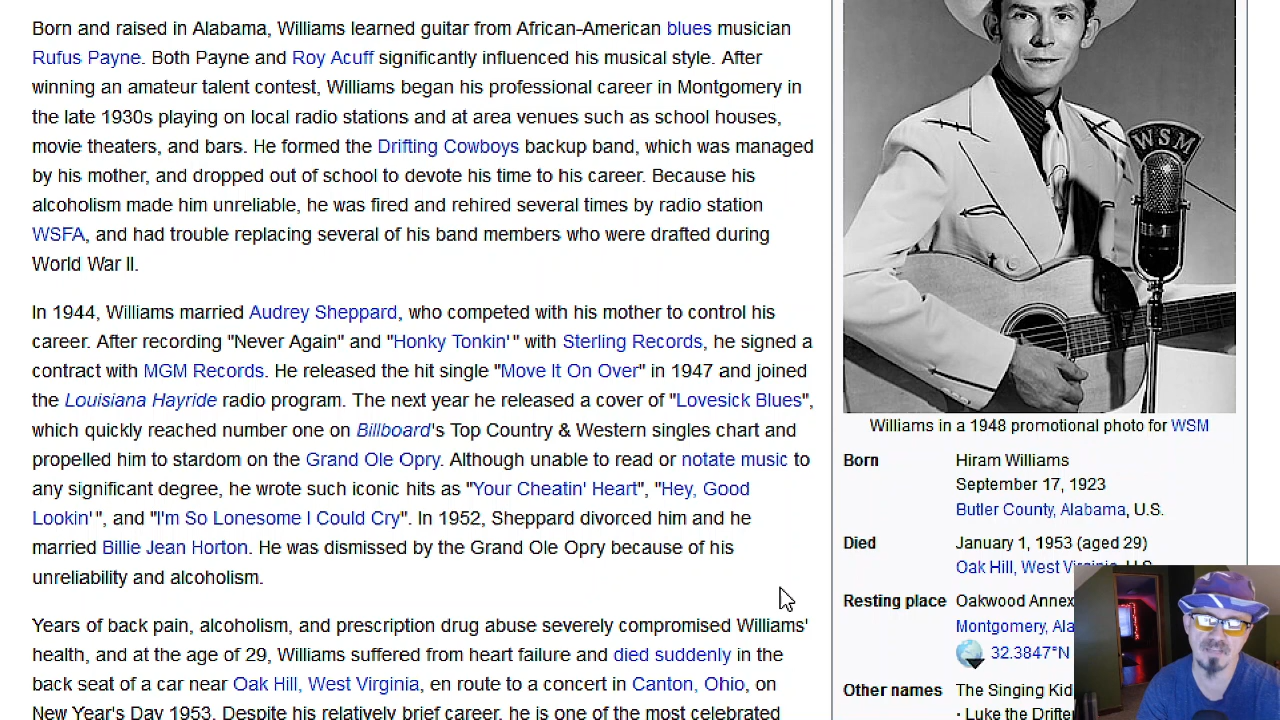 Born and raised in Alabama, Williams learned guitar from African-American blues musician
Rufus Payne. Both Payne and Roy Acuff significantly influenced his musical style. After
winning an amateur talent contest, Williams began his professional career in Montgomery in
the late 1930s playing on local radio stations and at area venues such as school houses,
movie theaters, and bars. He formed the Drifting Cowboys backup band, which was managed
by his mother, and dropped out of school to devote his time to his career. Because his
alcoholism made him unreliable, he was fired and rehired several times by radio station
WSFA, and had trouble replacing several of his band members who were drafted during
World War II.
In 1944, Williams married Audrey Sheppard, who competed with his mother to control his
career. After recording "Never Again" and "Honky Tonkin'" with Sterling Records, he signed a
contract with MGM Records. He released the hit single "Move It On Over" in 1947 and joined
the Louisiana Hayride radio program. The next year he released a cover of "Lovesick Blues",
which quickly reached number one on Billboard's Top Country & Western singles chart and
propelled him to stardom on the Grand Ole Opry. Although unable to read or notate music to
any significant degree, he wrote such iconic hits as "Your Cheatin' Heart", "Hey, Good
Lookin'", and "I'm So Lonesome I Could Cry". In 1952, Sheppard divorced him and he
married Billie Jean Horton. He was dismissed by the Grand Ole Opry because of his
unreliability and alcoholism.
Years of back pain, alcoholism, and prescription drug abuse severely compromised Williams'
health, and at the age of 29, Williams suffered from heart failure and died suddenly in the
back seat of a car near Oak Hill, West Virginia, en route to a concert in Canton, Ohio, on
New Year's Day 1953. Despite his relatively brief career, he is one of the most celebrated
WSM
Williams in a 1948 promotional photo for WSM
Born Hiram Williams
September 17, 1923
Butler County, Alabama, U.S.
Died January 1, 1953 (aged 29)
Oak Hill, West Virginia, U.S.
Resting place Oakwood Annex
Montgomery, Ala
32.3847°N
Other names The Singing Kid
· Luke the Drifter